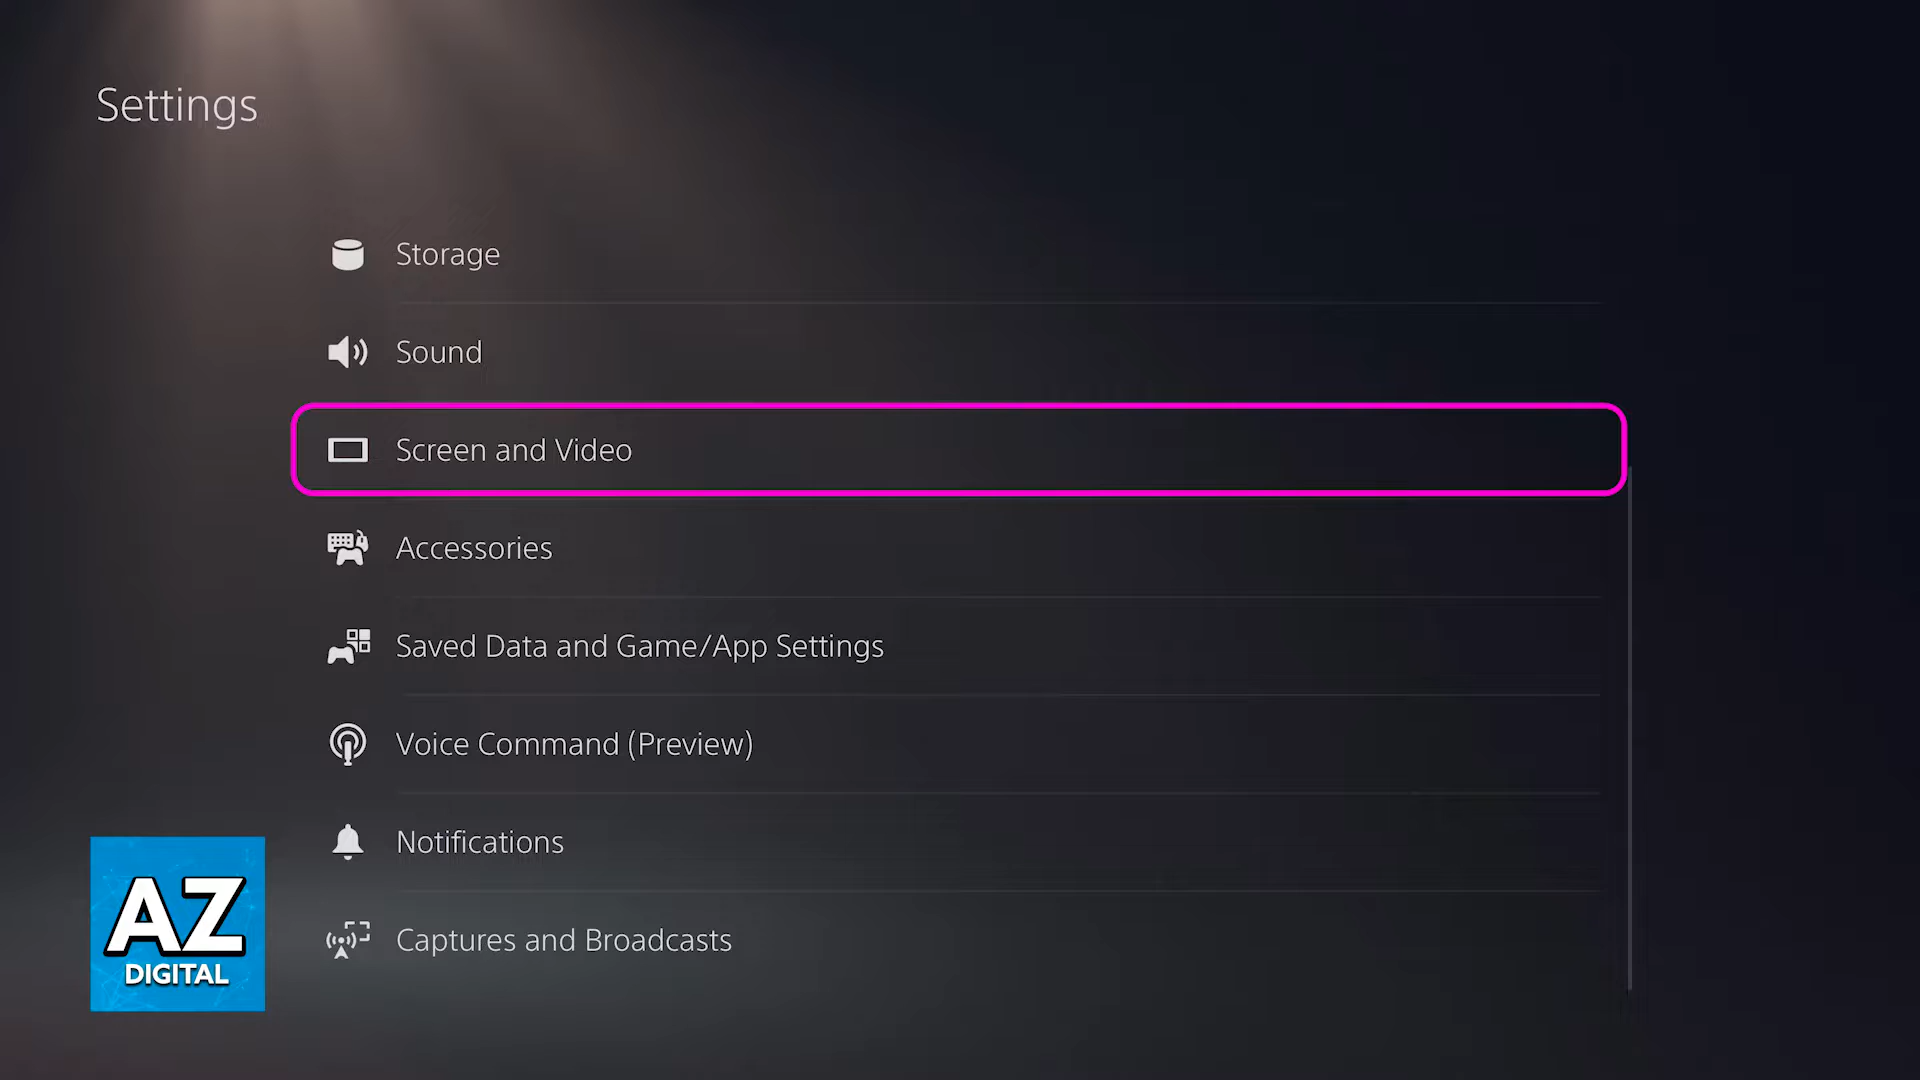 Settings
Storage
Sound
Screen and Video
Accessories
Saved Data and Game/App Settings
Voice Command (Preview)
Notifications
Captures and Broadcasts
AZ
DIGITAL